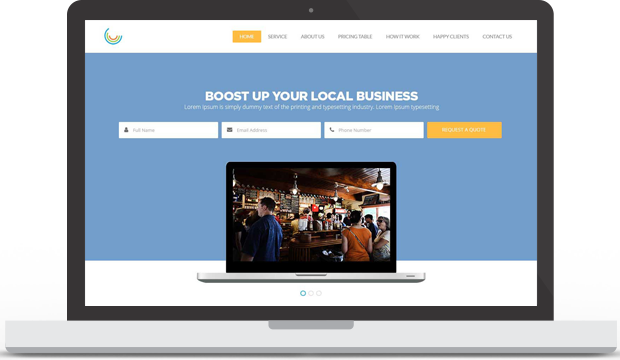 HOME SERVICE ABOUT US PRICING TABLE HOW IT WORK HAPPY CLIENTS CONTACT US
BOOST UP YOUR LOCAL BUSINESS
Lorem Ipsum is simply dummy text of the printing and typesetting industry. Lorem Ipsum typesetting
Full Name Email Address Phone Number REQUEST A QUOTE